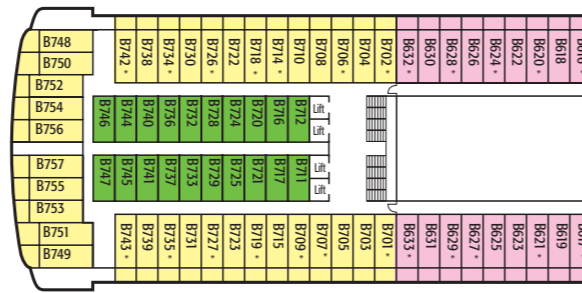 B748
B750
B752
B754
B756
B757
B755
B753
B751
B749
B742 *
B738
B734 *
B730
B726 *
B722
B718 *
B714 *
B710
B708
B706 *
B704
B702 *
B632 *
B630
B628 *
B626
B624 *
B622
B620 *
B618
B746
B744
B740
B736
B732
B728
B724
B720
B716
B712
Lift
Lift
B747
B745
B741
B737
B733
B729
B725
B721
B717
B711
Lift
Lift
B743 *
B739
B735 *
B731
B727 *
B723
B719 *
B715
B709 *
B707 *
B705
B703
B701 *
B633 *
B631
B629 *
B627 *
B625
B623
B621 *
B619